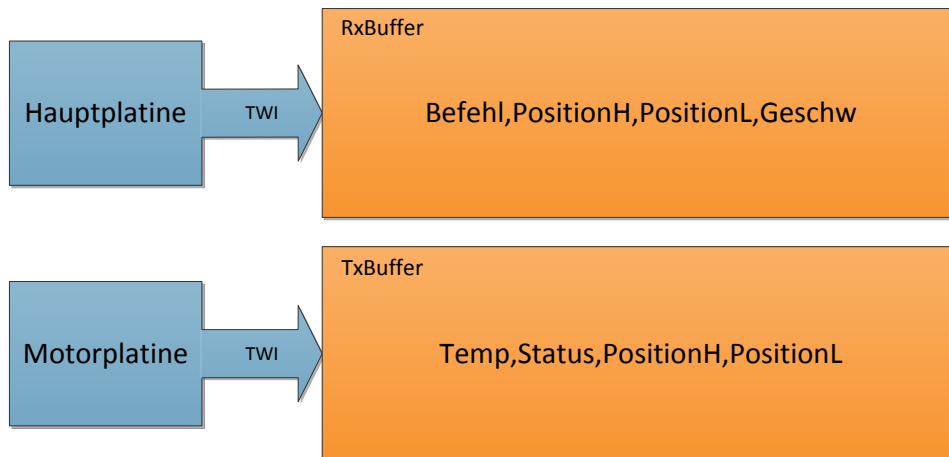 RxBuffer
Hauptplatine
TWI
Befehl,PositionH,PositionL,Geschw
TxBuffer
Motorplatine
TWI
Temp,Status,PositionH,PositionL